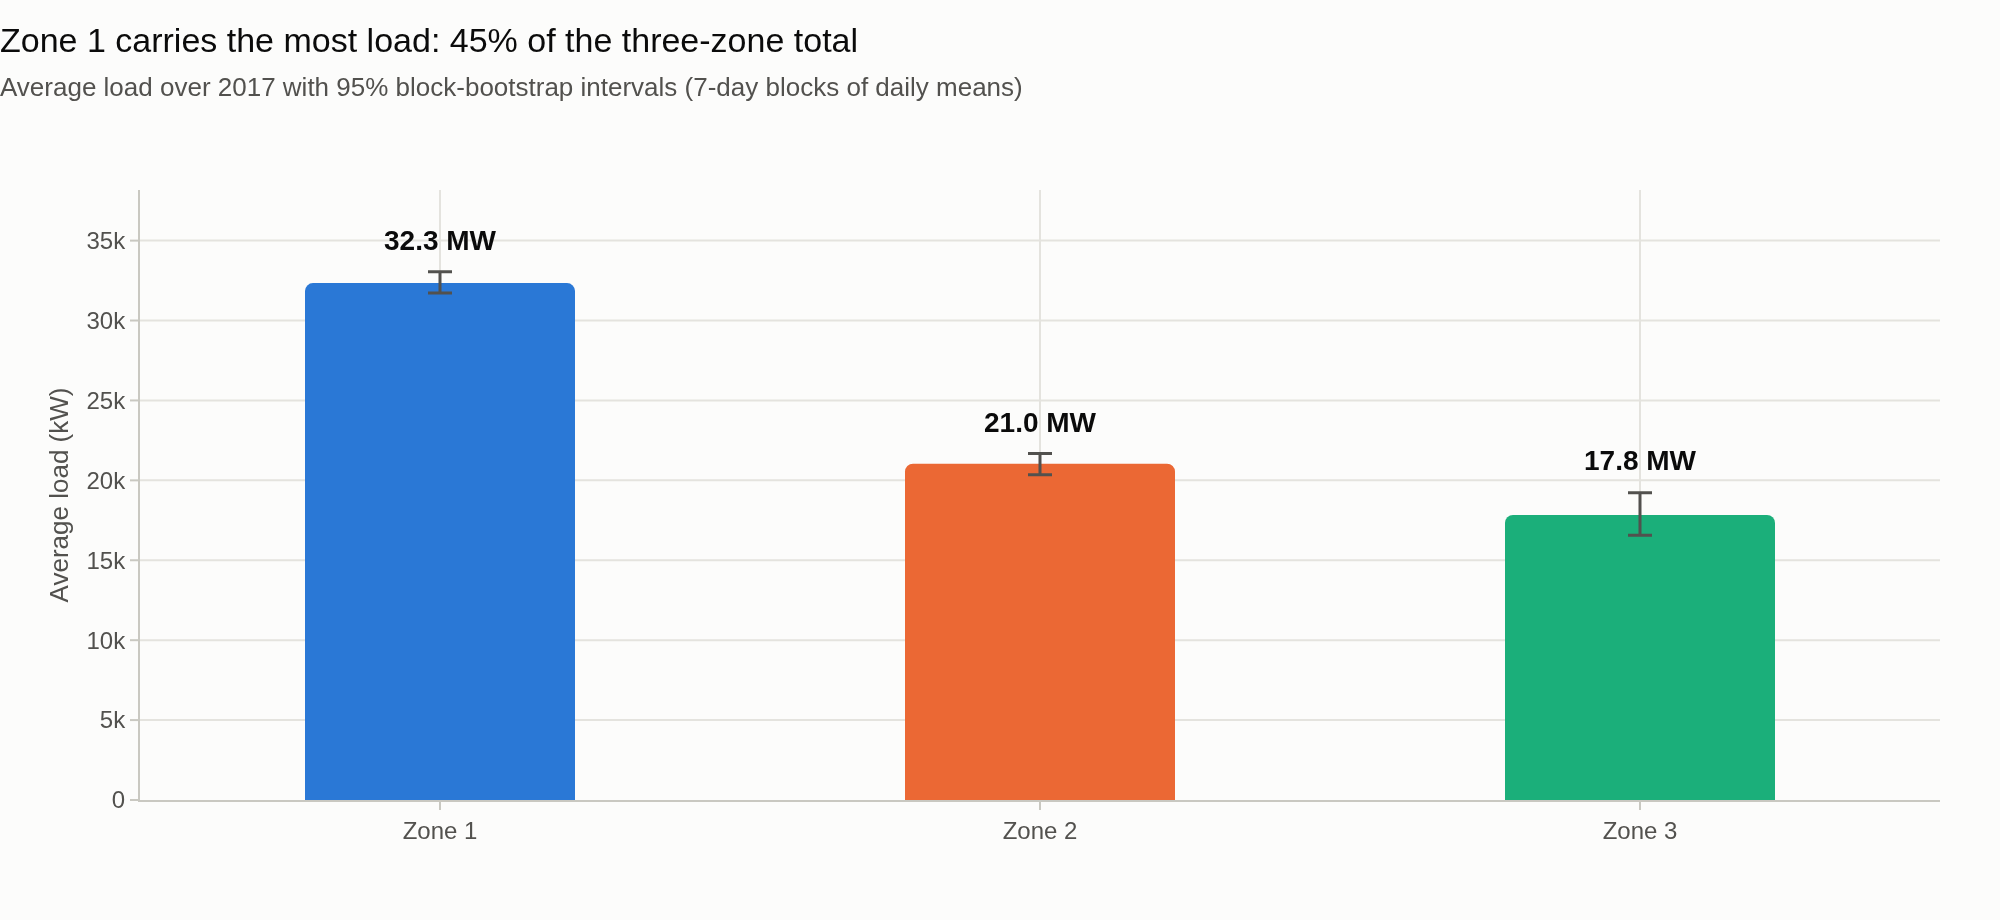 Zone 1 carries the most load: 45% of the three-zone total
Average load over 2017 with 95% block-bootstrap intervals (7-day blocks of daily means)
Average load (kW)
35k
30k
25k
20k
15k
10k
5k
0
32.3 MW
21.0 MW
17.8 MW
Zone 1
Zone 2
Zone 3